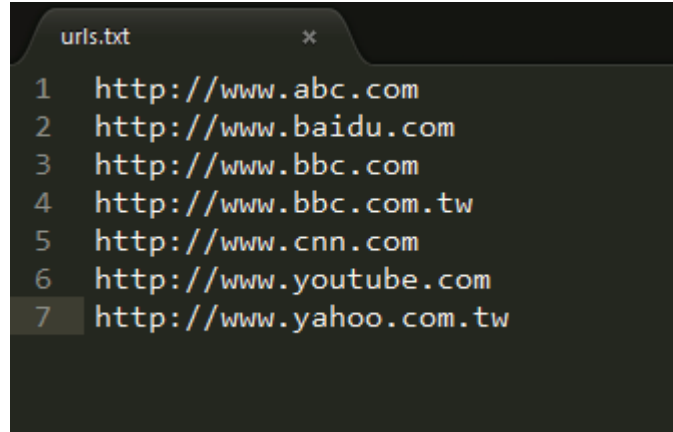 urls.txt ×
1 http://www.abc.com
2 http://www.baidu.com
3 http://www.bbc.com
4 http://www.bbc.com.tw
5 http://www.cnn.com
6 http://www.youtube.com
7 http://www.yahoo.com.tw